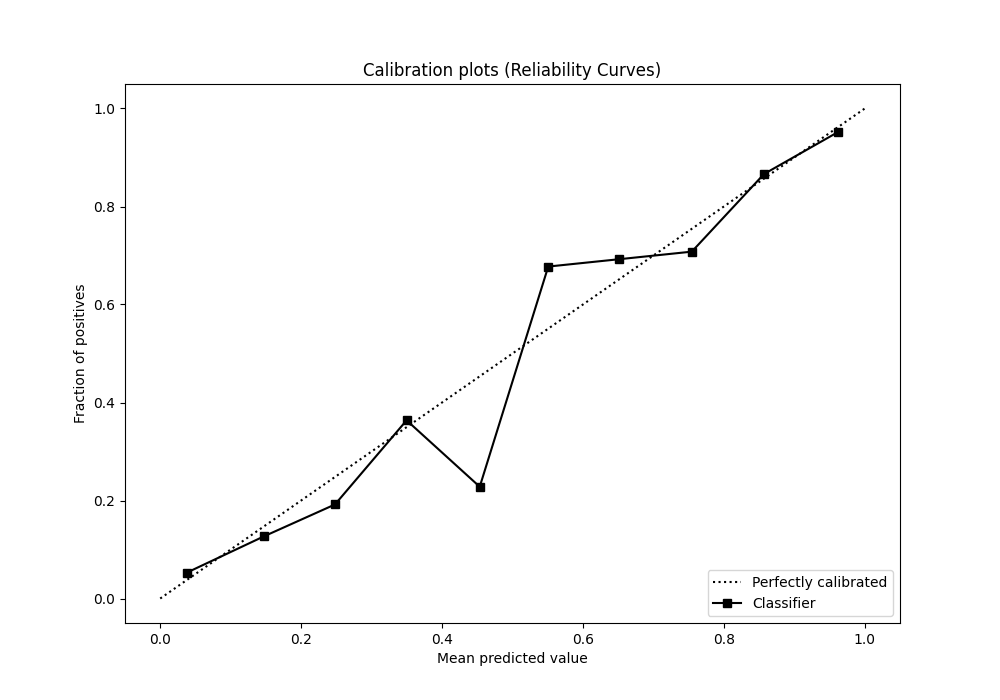 Calibration plots (Reliability Curves)
1.0
0.8
0.6
0.4
0.2
0.0
Fraction of positives
0.0 0.2 0.4 0.6 0.8 1.0
Mean predicted value
Perfectly calibrated
Classifier